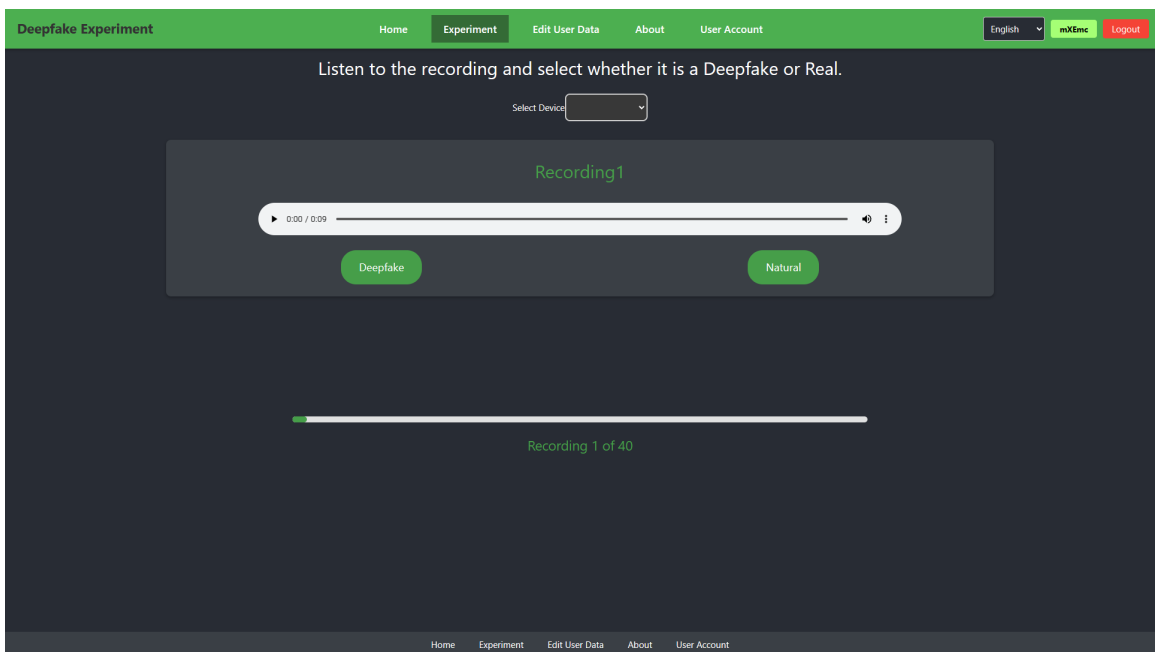 Deepfake Experiment Home Experiment Edit User Data About User Account English mXEmc Logout
Listen to the recording and select whether it is a Deepfake or Real.
Select Device
Recording1
0:00 / 0:09
Deepfake Natural
Recording 1 of 40
Home Experiment Edit User Data About User Account